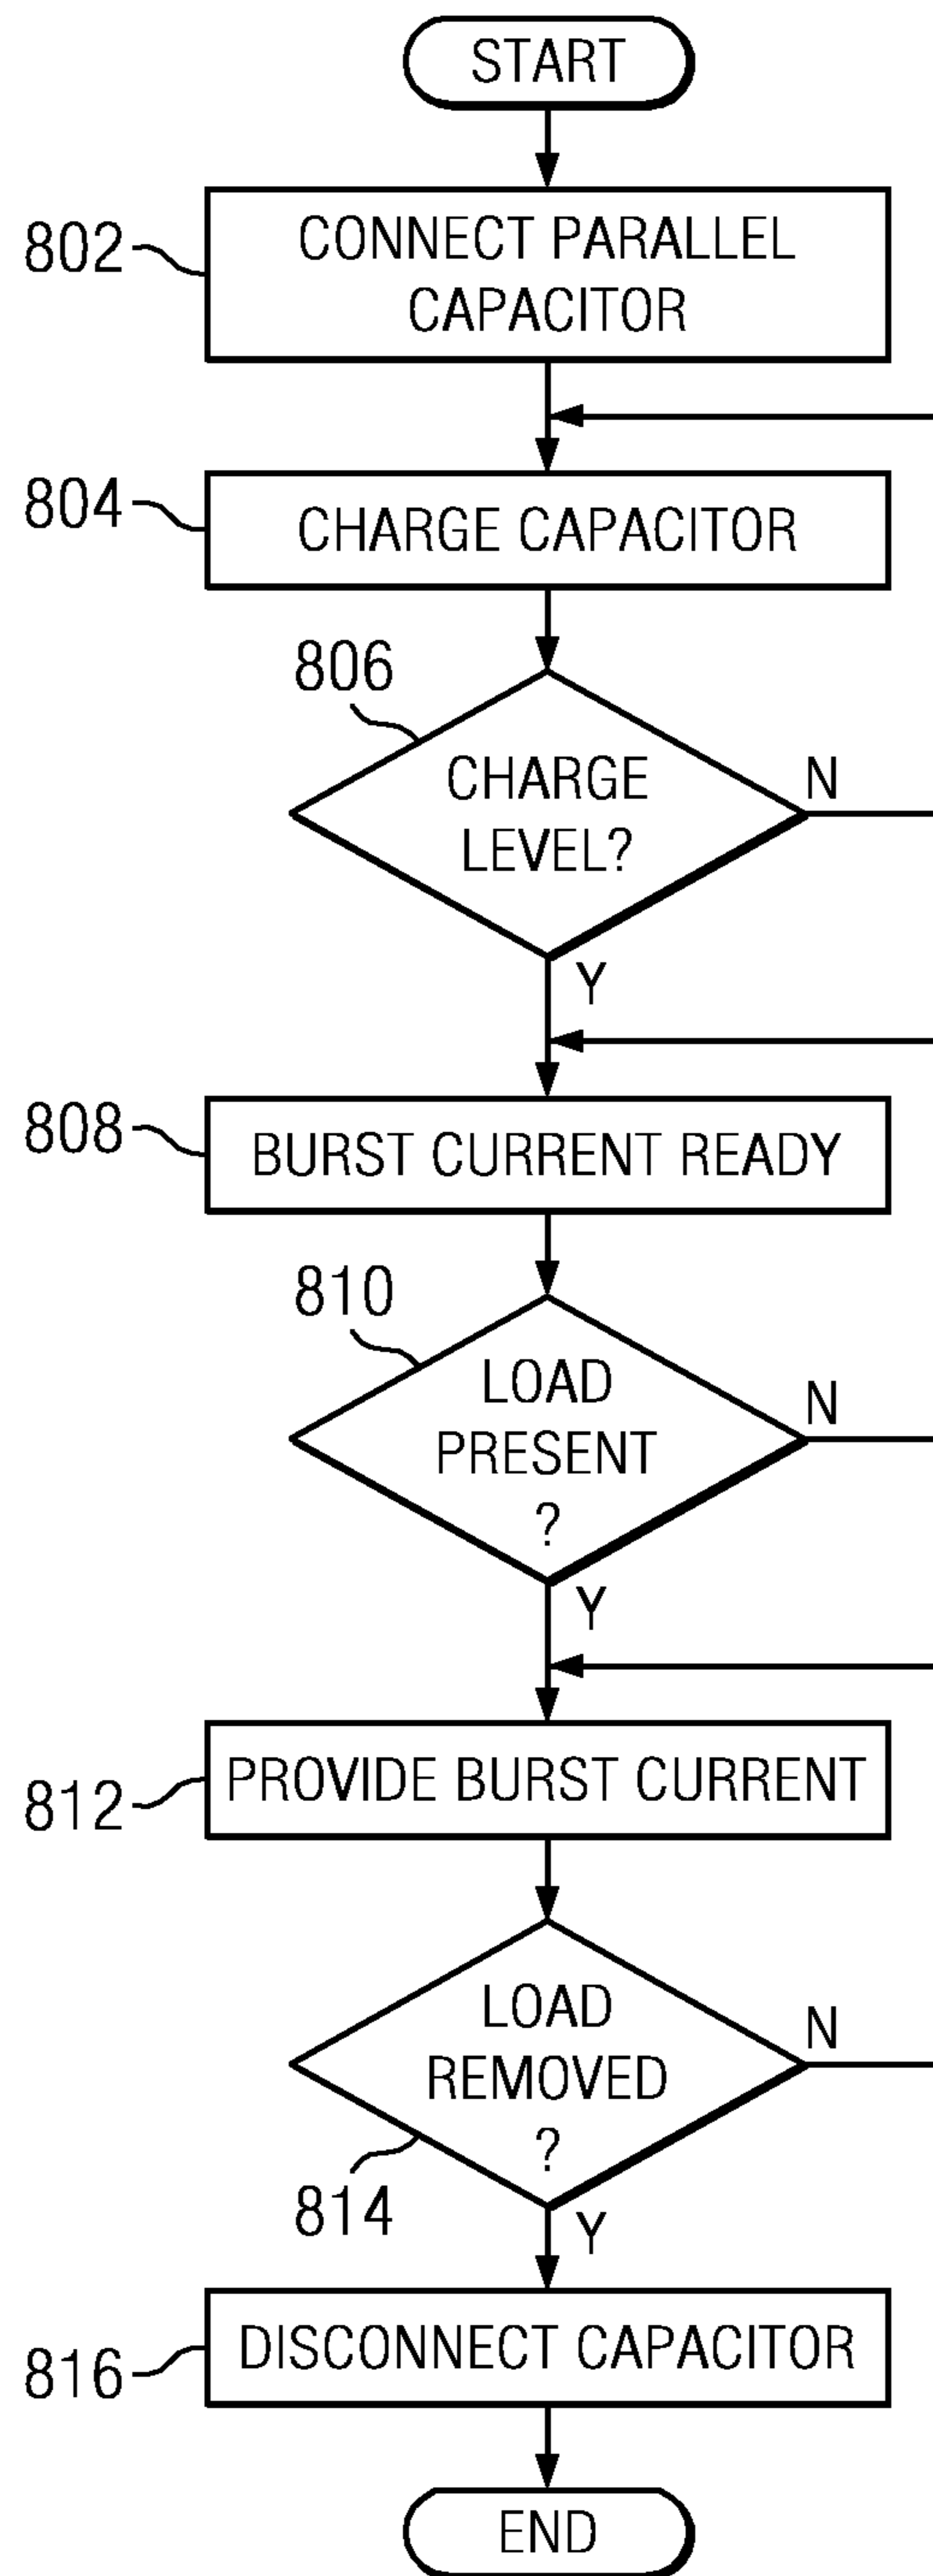 START
802
CONNECT PARALLEL
CAPACITOR
804
CHARGE CAPACITOR
806
CHARGE
LEVEL?
N
Y
808
BURST CURRENT READY
810
LOAD
PRESENT
?
N
Y
812
PROVIDE BURST CURRENT
LOAD
REMOVED
?
N
814
Y
816
DISCONNECT CAPACITOR
END